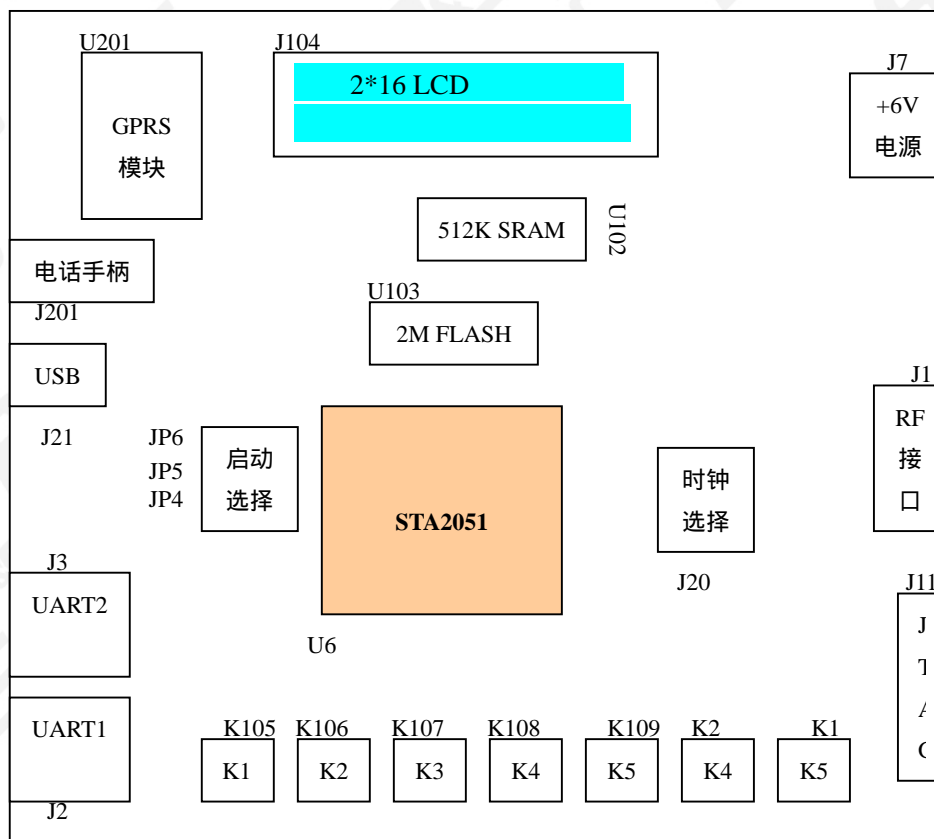 U201
J104
J7
2*16 LCD
GPRS
模块
+6V
电源
512K SRAM
U102
电话手柄
J201
U103
2M FLASH
USB
J21
J1
RF
接
口
JP6
JP5
JP4
启动
选择
STA2051
时钟
选择
J20
J3
UART2
U6
J11
J
T
A
G
UART1
J2
K105
K106
K107
K108
K109
K2
K1
K1
K2
K3
K4
K5
K4
K5